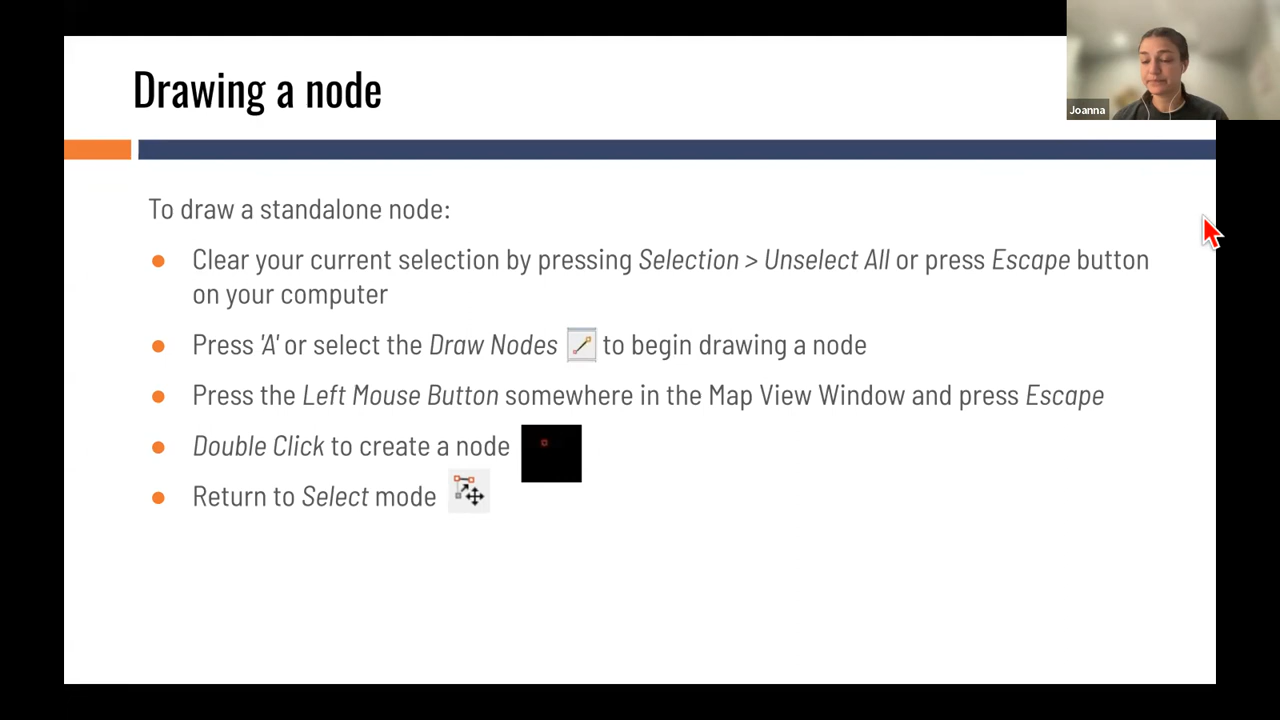 Drawing a node
Joanna
To draw a standalone node:
Clear your current selection by pressing Selection > Unselect All or press Escape button
on your computer
Press 'A' or select the Draw Nodes to begin drawing a node
Press the Left Mouse Button somewhere in the Map View Window and press Escape
Double Click to create a node
Return to Select mode